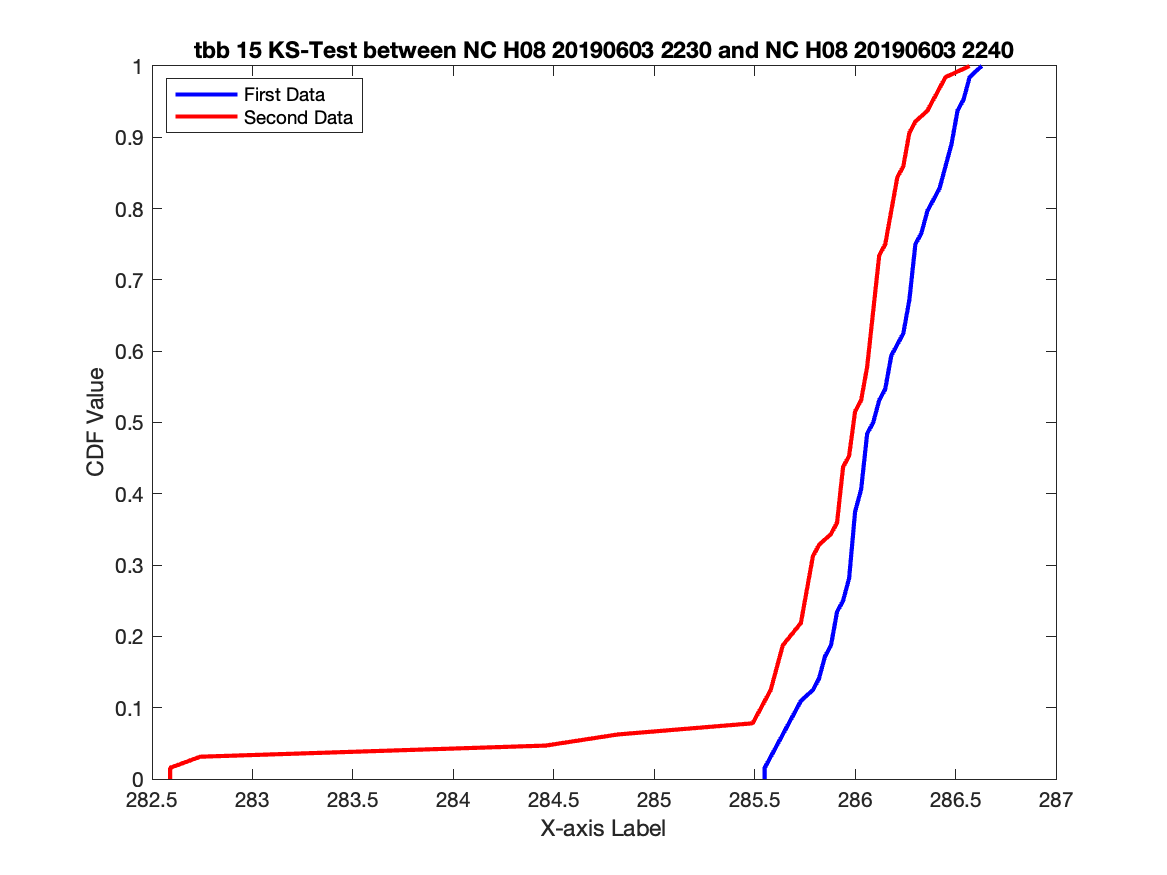 tbb 15 KS-Test between NC H08 20190603 2230 and NC H08 20190603 2240
First Data
Second Data
1
0.9
0.8
0.7
0.6
0.5
0.4
0.3
0.2
0.1
0
CDF Value
282.5 283 283.5 284 284.5 285 285.5 286 286.5 287
X-axis Label